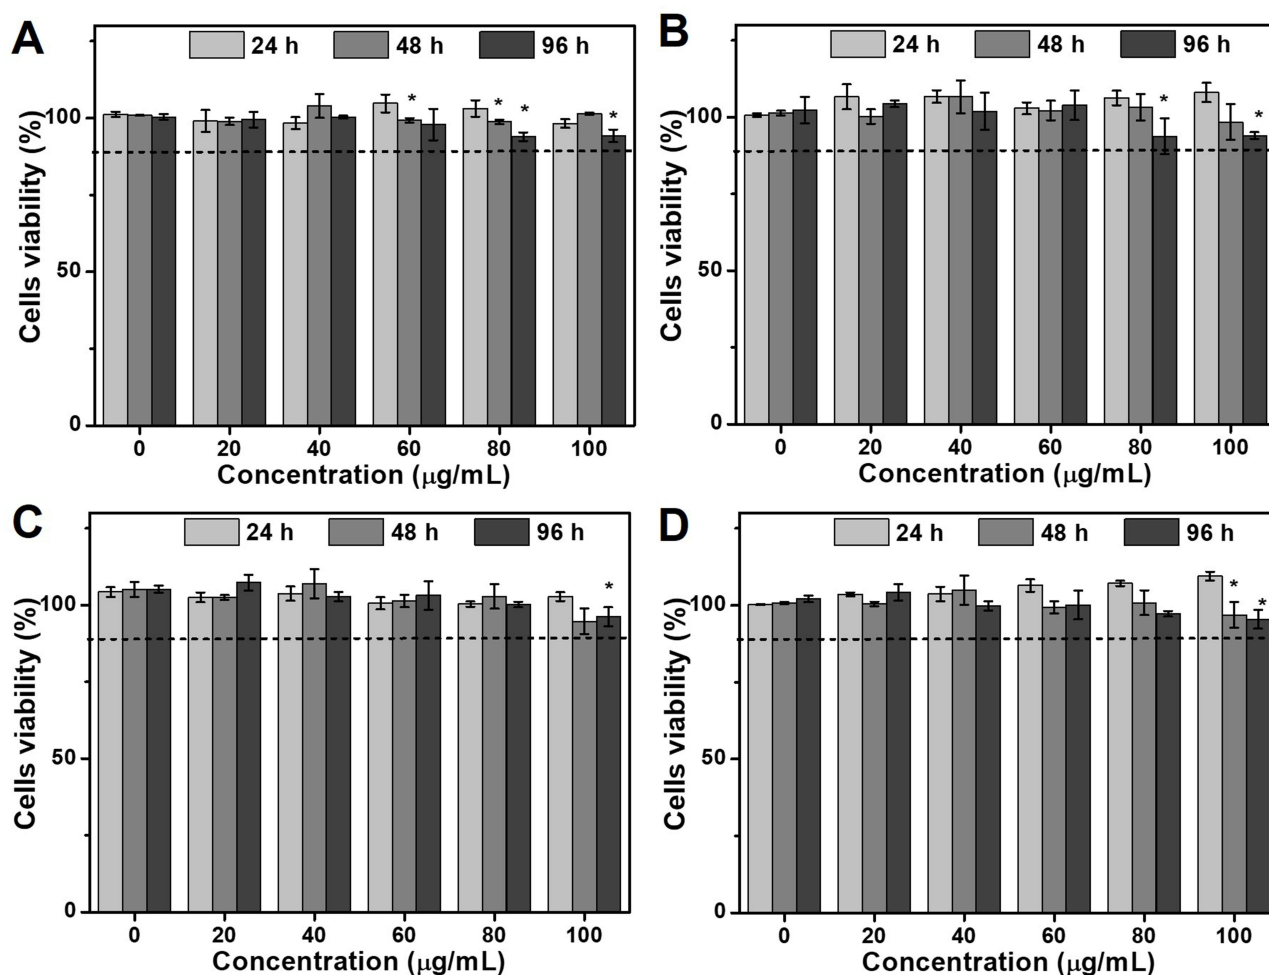 A
24 h 48 h 96 h
* * * *
100
50
0
Cells viability (%)
0 20 40 60 80 100
Concentration (μg/mL)
B
24 h 48 h 96 h
* *
100
50
0
Cells viability (%)
0 20 40 60 80 100
Concentration (μg/mL)
C
24 h 48 h 96 h
*
100
50
0
Cells viability (%)
0 20 40 60 80 100
Concentration (μg/mL)
D
24 h 48 h 96 h
* *
100
50
0
Cells viability (%)
0 20 40 60 80 100
Concentration (μg/mL)